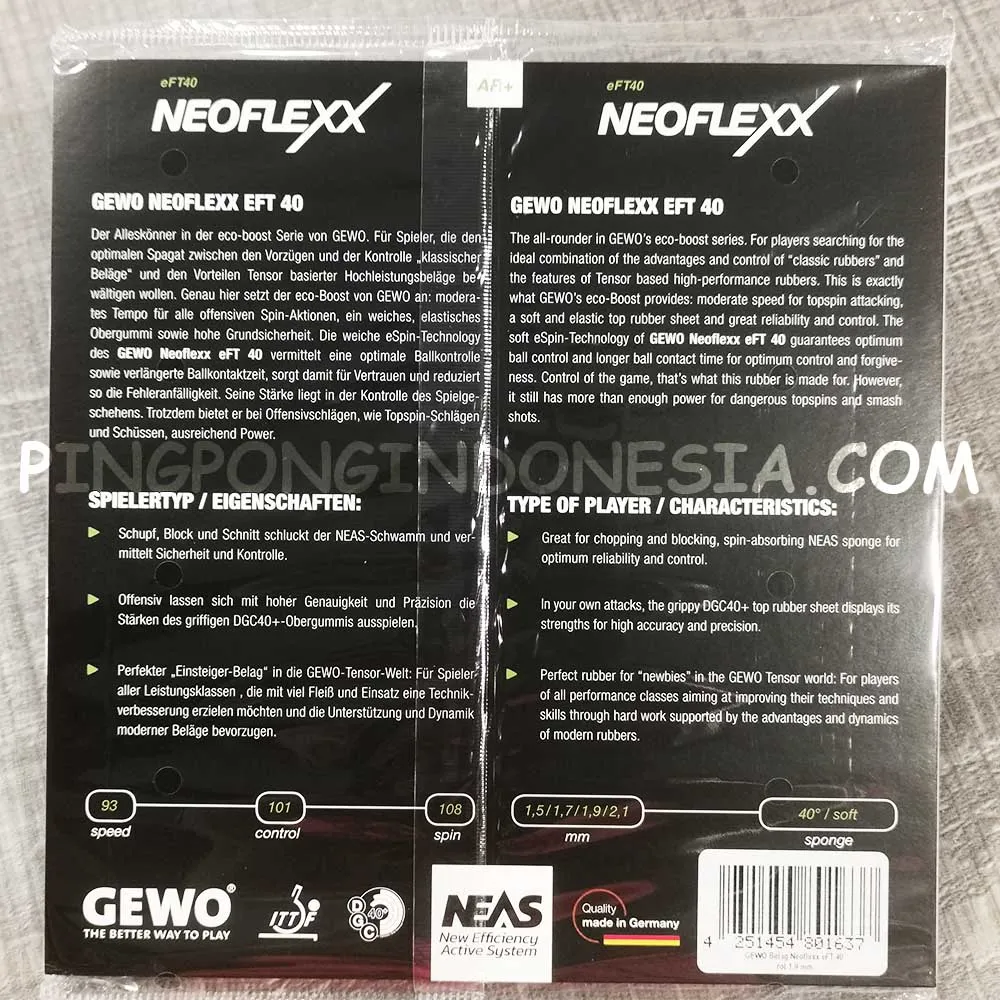 eFT40
NEOFLEXX
GEWO NEOFLEXX EFT 40
Der Alleskönner in der eco-boost Serie von GEWO. Für Spieler, die den
optimalen Spagat zwischen den Vorzügen und der Kontrolle „klassischer
Beläge“ und den Vorteilen Tensor basierter Hochleistungsbeläge be-
wältigen wollen. Genau hier setzt der eco-Boost von GEWO an: modera-
tes Tempo für alle offensiven Spin-Aktionen, ein weiches, elastisches
Obergummi sowie hohe Grundsicherheit. Die weiche eSpin-Technology
des GEWO Neoflexx eFT 40 vermittelt eine optimale Ballkontrolle
sowie verlängerte Ballkontaktzeit, sorgt damit für Vertrauen und reduziert
so die Fehleranfälligkeit. Seine Stärke liegt in der Kontrolle des Spielge-
schehens. Trotzdem bietet er bei Offensivschlägen, wie Topspin-Schlägen
und Schüssen, ausreichend Power.
SPIELERTYP / EIGENSCHAFTEN:
Schupf, Block und Schnitt schluckt der NEAS-Schwamm und ver-
mittelt Sicherheit und Kontrolle.
Offensiv lassen sich mit hoher Genauigkeit und Präzision die
Stärken des griffigen DGC40+-Obergummis ausspielen.
Perfekter „Einsteiger-Belag“ in die GEWO-Tensor-Welt: Für Spieler
aller Leistungsklassen , die mit viel Fleiß und Einsatz eine Technik-
verbesserung erzielen möchten und die Unterstützung und Dynamik
moderner Beläge bevorzugen.
93
speed
101
control
108
spin
GEWO®
THE BETTER WAY TO PLAY
ITTF
DGC 40+
AR+
eFT40
NEOFLEXX
GEWO NEOFLEXX EFT 40
The all-rounder in GEWO's eco-boost series. For players searching for the
ideal combination of the advantages and control of “classic rubbers” and
the features of Tensor based high-performance rubbers. This is exactly
what GEWO's eco-Boost provides: moderate speed for topspin attacking,
a soft and elastic top rubber sheet and great reliability and control. The
soft eSpin-Technology of GEWO Neoflexx eFT 40 guarantees optimum
ball control and longer ball contact time for optimum control and forgive-
ness. Control of the game, that's what this rubber is made for. However,
it still has more than enough power for dangerous topspins and smash
shots.
TYPE OF PLAYER / CHARACTERISTICS:
Great for chopping and blocking, spin-absorbing NEAS sponge for
optimum reliability and control.
In your own attacks, the grippy DGC40+ top rubber sheet displays its
strengths for high accuracy and precision.
Perfect rubber for “newbies” in the GEWO Tensor world: For players
of all performance classes aiming at improving their techniques and
skills through hard work supported by the advantages and dynamics
of modern rubbers.
1,5/1,7/1,9/2,1
mm
40° / soft
sponge
NEAS
New Efficiency
Active System
Quality
made in Germany
4 251454 801637
GEWO Belag Neoflexx eFT 40
rot 1,9 mm
PINGPONGINDONESIA.COM